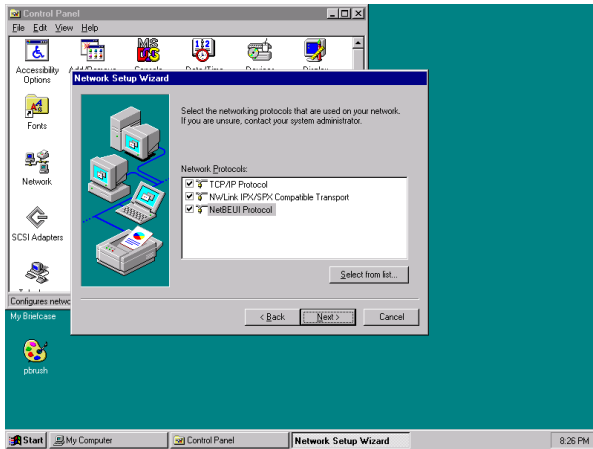 Control Panel
File Edit View Help
Accessibility Options
Fonts
Network
SCSI Adapters
Configures netwo
Network Setup Wizard
Select the networking protocols that are used on your network.
If you are unsure, contact your system administrator.
Network Protocols:
TCP/IP Protocol
NWLink IPX/SPX Compatible Transport
NetBEUI Protocol
Select from list...
< Back Next > Cancel
My Briefcase
pbrush
Start My Computer Control Panel Network Setup Wizard 8:26 PM